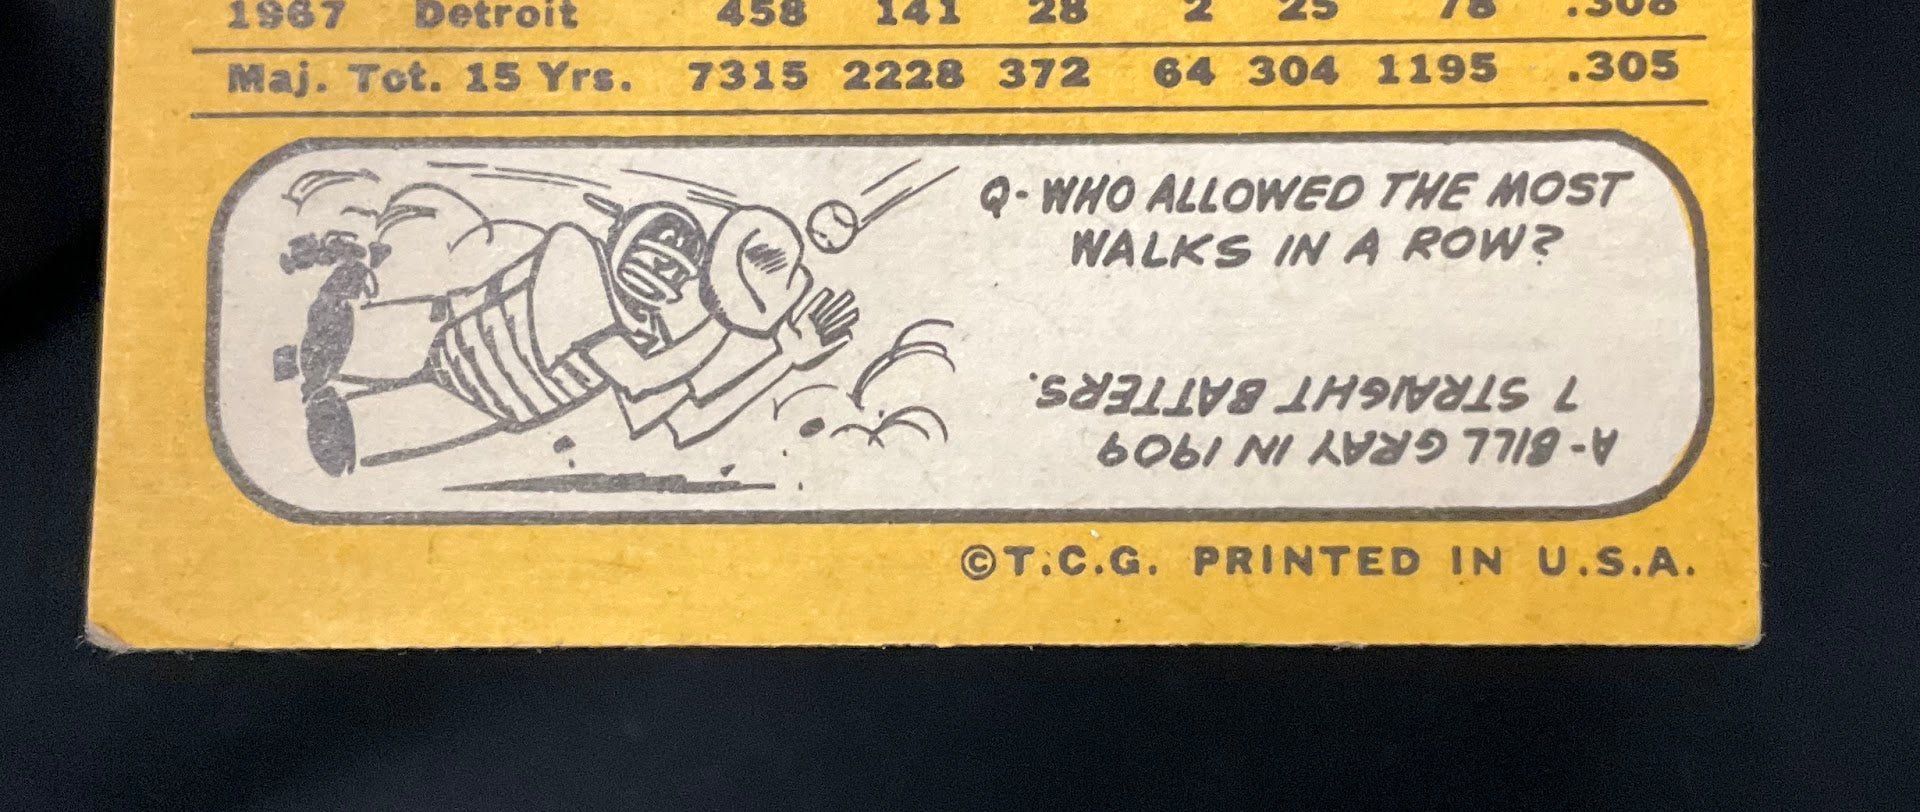 1967 Detroit 458 141 28 2 25 78 .308
Maj. Tot. 15 Yrs. 7315 2228 372 64 304 1195 .305
Q-WHO ALLOWED THE MOST
WALKS IN A ROW?
A-BILL GRAY IN 1909
7 STRAIGHT BATTERS.
©T.C.G. PRINTED IN U.S.A.